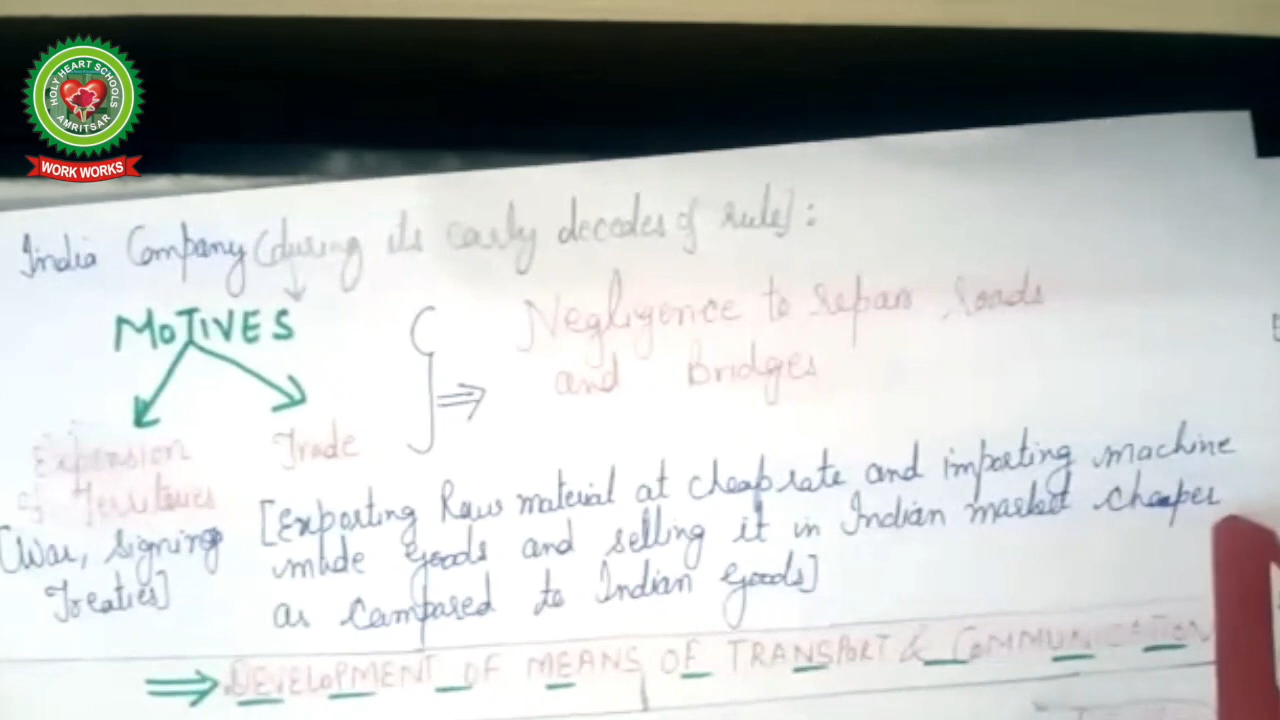 HOLY HEART SCHOOLS
AMRITSAR
WORK WORKS
India Company (during its early decades of rule) :
MOTIVES
Negligence to repair roads
and Bridges
Expansion
of Territories
Trade
[War, signing
Treaties]
[Exporting Raw material at cheap rate and importing machine
made goods and selling it in Indian market cheaper
as compared to Indian Goods]
DEVELOPMENT OF MEANS OF TRANSPORT & COMMUNICATION